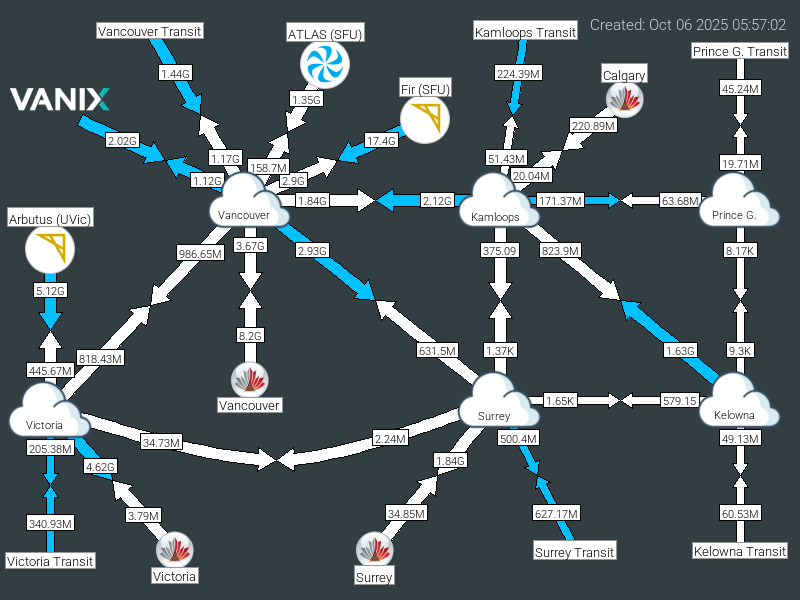 Created: Oct 06 2025 05:57:02
Vancouver Transit
ATLAS (SFU)
Kamloops Transit
Prince G. Transit
1.44G
224.39M
Calgary
45.24M
Fir (SFU)
VANIX
1.35G
220.89M
2.02G
17.4G
1.17G
158.7M
51.43M
19.71M
1.12G
2.9G
20.04M
1.84G
2.12G
171.37M
63.68M
Arbutus (UVic)
Vancouver
Kamloops
Prince G.
986.65M
3.67G
2.93G
375.09
823.9M
8.17K
5.12G
8.2G
818.43M
631.5M
1.37K
1.63G
9.3K
445.67M
Vancouver
1.65K
579.15
Victoria
Surrey
Kelowna
205.38M
34.73M
2.24M
500.4M
49.13M
4.62G
1.84G
340.93M
3.79M
34.85M
627.17M
60.53M
Victoria Transit
Victoria
Surrey
Surrey Transit
Kelowna Transit